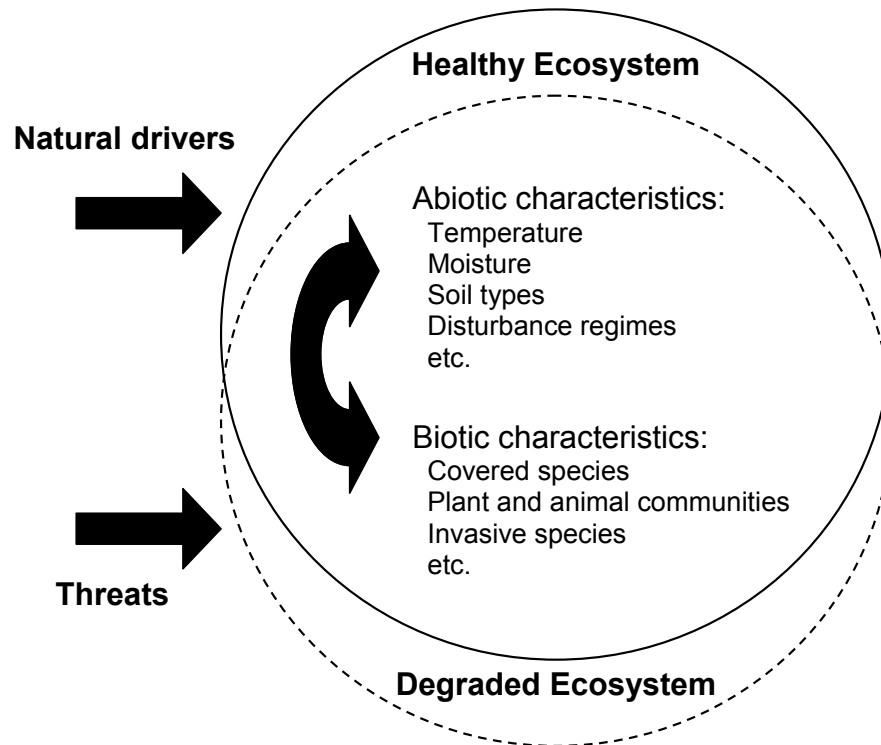 Healthy Ecosystem
Natural drivers
Abiotic characteristics:
Temperature
Moisture
Soil types
Disturbance regimes
etc.
Biotic characteristics:
Covered species
Plant and animal communities
Invasive species
etc.
Threats
Degraded Ecosystem